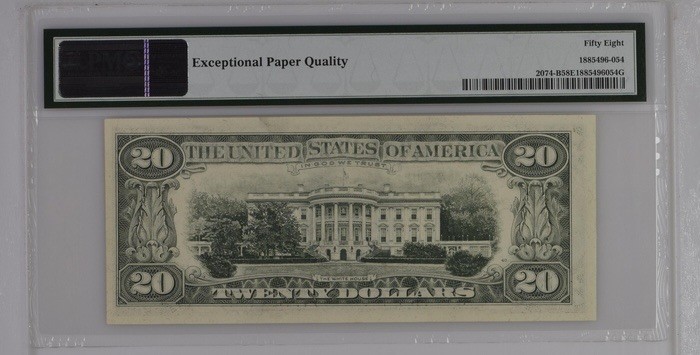 Exceptional Paper Quality
Fifty Eight
1885496-054
2074-B58E1885496054G
20 THE UNITED STATES OF AMERICA 20
IN GOD WE TRUST
THE WHITE HOUSE
20 20
TWENTY DOLLARS